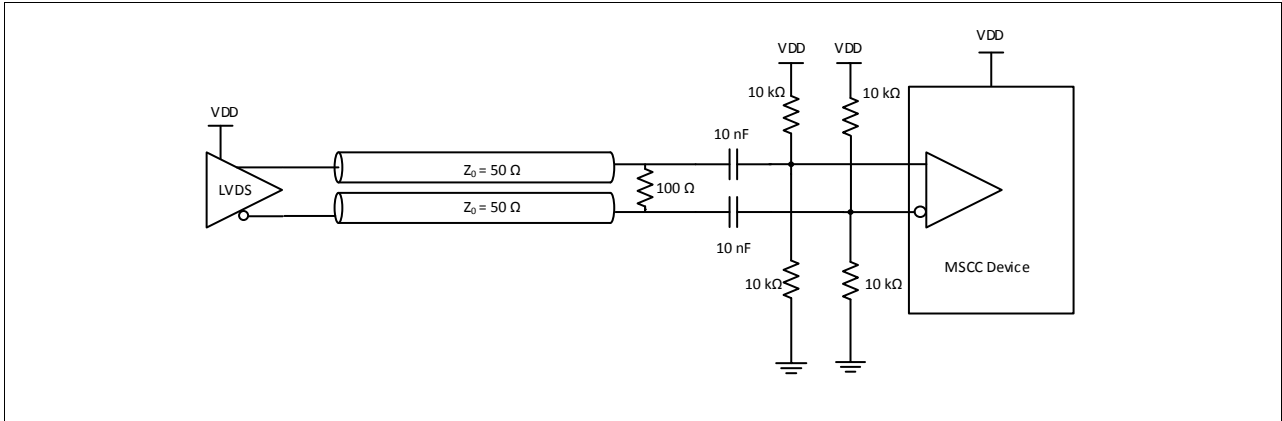 VDD
VDD
VDD
10 kΩ
10 kΩ
VDD
10 nF
LVDS
Z₀ = 50 Ω
100 Ω
Z₀ = 50 Ω
10 nF
MSCC Device
10 kΩ
10 kΩ